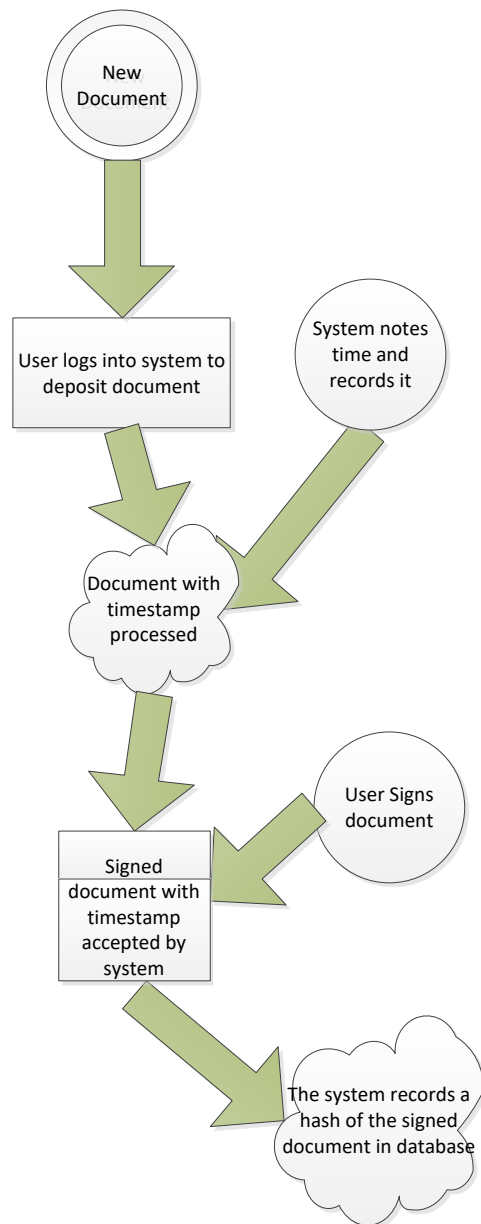 New
Document
User logs into system to
deposit document
System notes
time and
records it
Document with
timestamp
processed
User Signs
document
Signed
document with
timestamp
accepted by
system
The system records a
hash of the signed
document in database